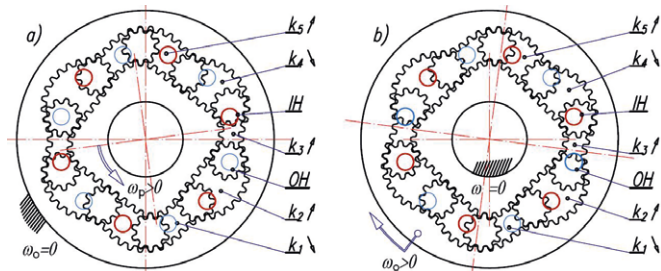 a)
k₅↗
k₄↘
IH
k₃↗
OH
k₂↗
k₁↘
ωₚ>0
ωₒ=0
b)
k₅↗
k₄↘
IH
k₃↗
OH
k₂↗
k₁↘
ω =0
ωₒ>0